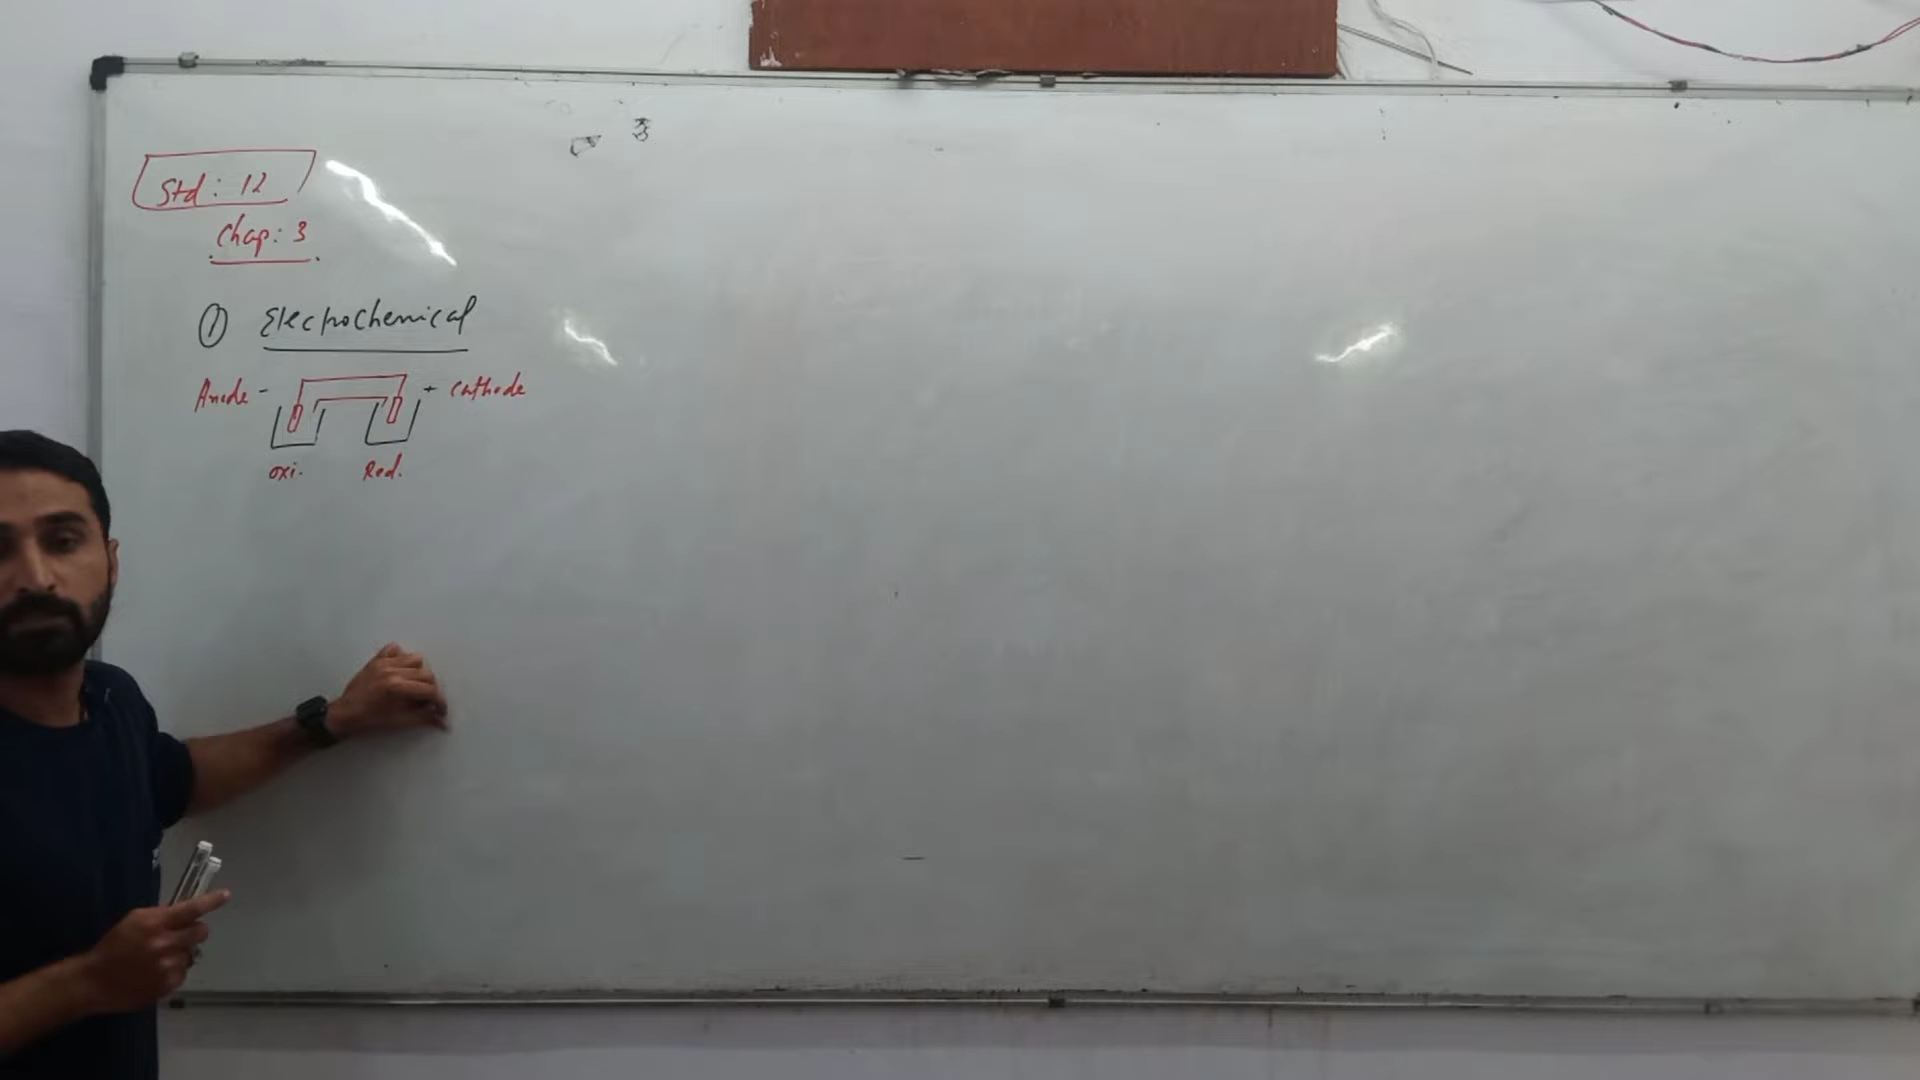 Std: 12
Chap: 3
① Electrochemical
Anode - + Cathode
oxi. Red.